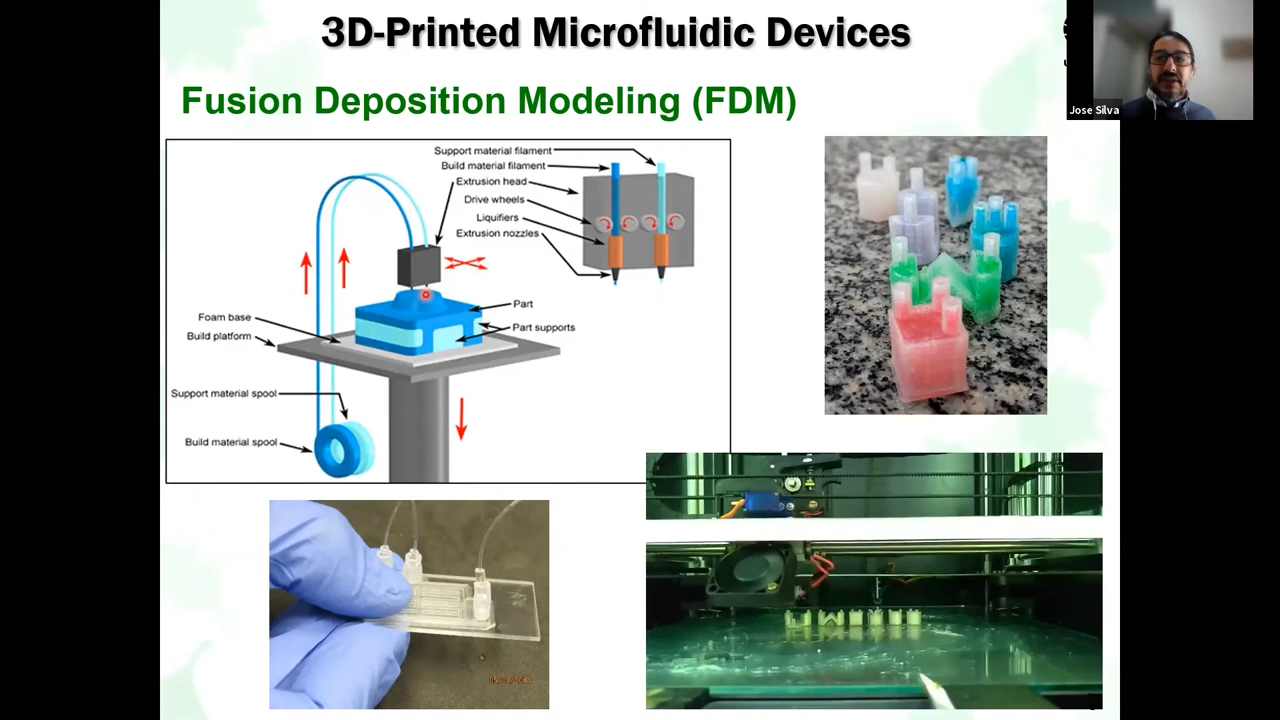 3D-Printed Microfluidic Devices
Jose Silva
Fusion Deposition Modeling (FDM)
Support material filament
Build material filament
Extrusion head
Drive wheels
Liquifiers
Extrusion nozzles
Part
Foam base
Part supports
Build platform
Support material spool
Build material spool